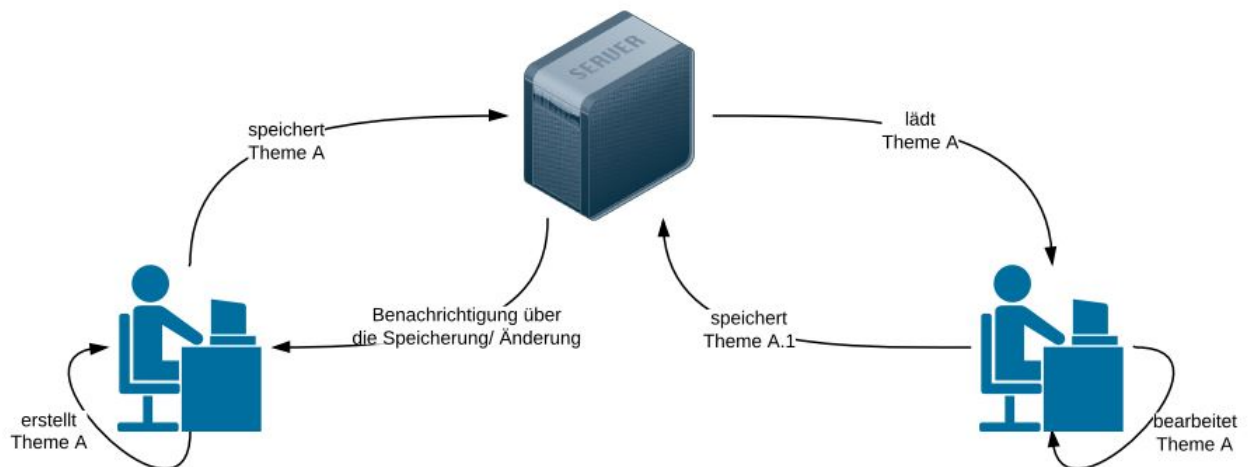 SERVER
speichert
Theme A
lädt
Theme A
Benachrichtigung über
die Speicherung/ Änderung
speichert
Theme A.1
erstellt
Theme A
bearbeitet
Theme A